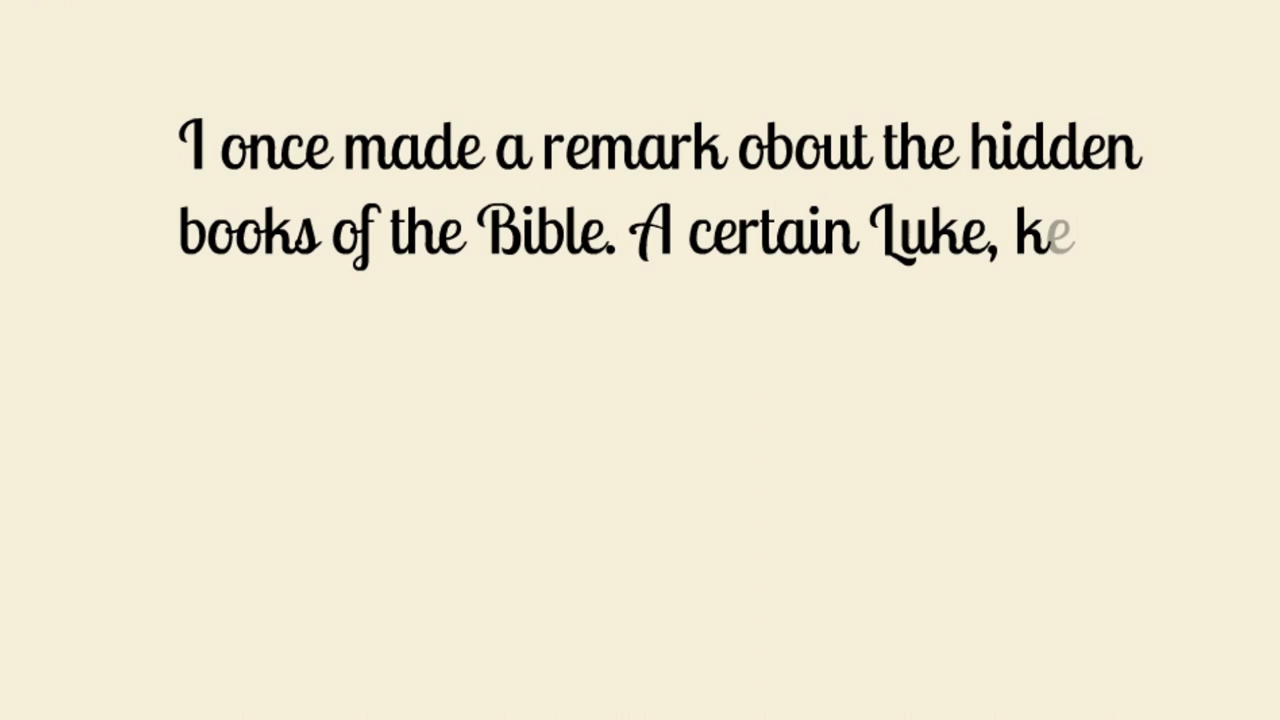 I once made a remark obout the hidden
books of the Bible. A certain Luke, ke